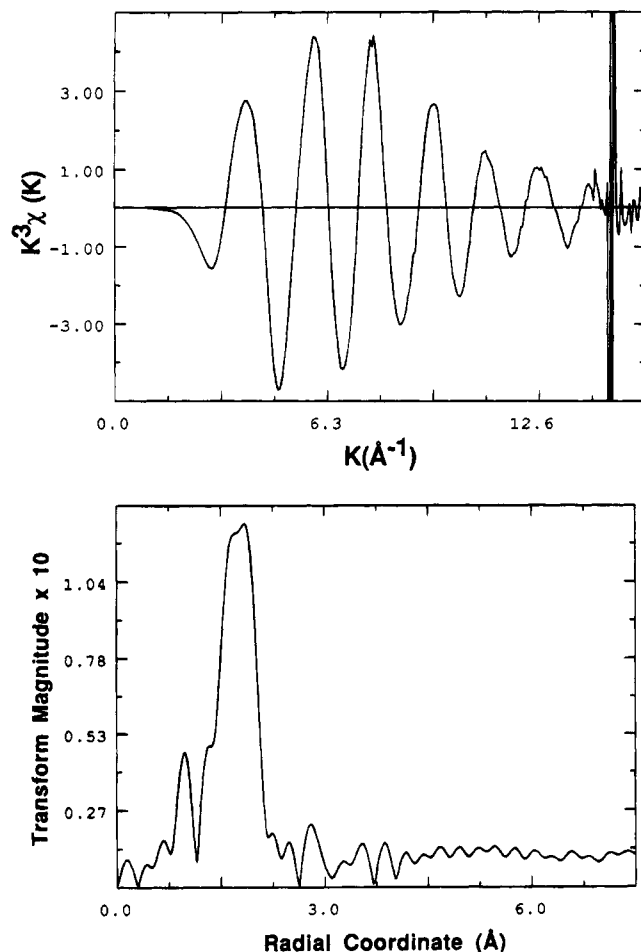 3.00
1.00
-1.00
-3.00
K³χ (K)
0.0 6.3 12.6
K(Å⁻¹)
1.04
0.78
0.53
0.27
Transform Magnitude x 10
0.0 3.0 6.0
Radial Coordinate (Å)